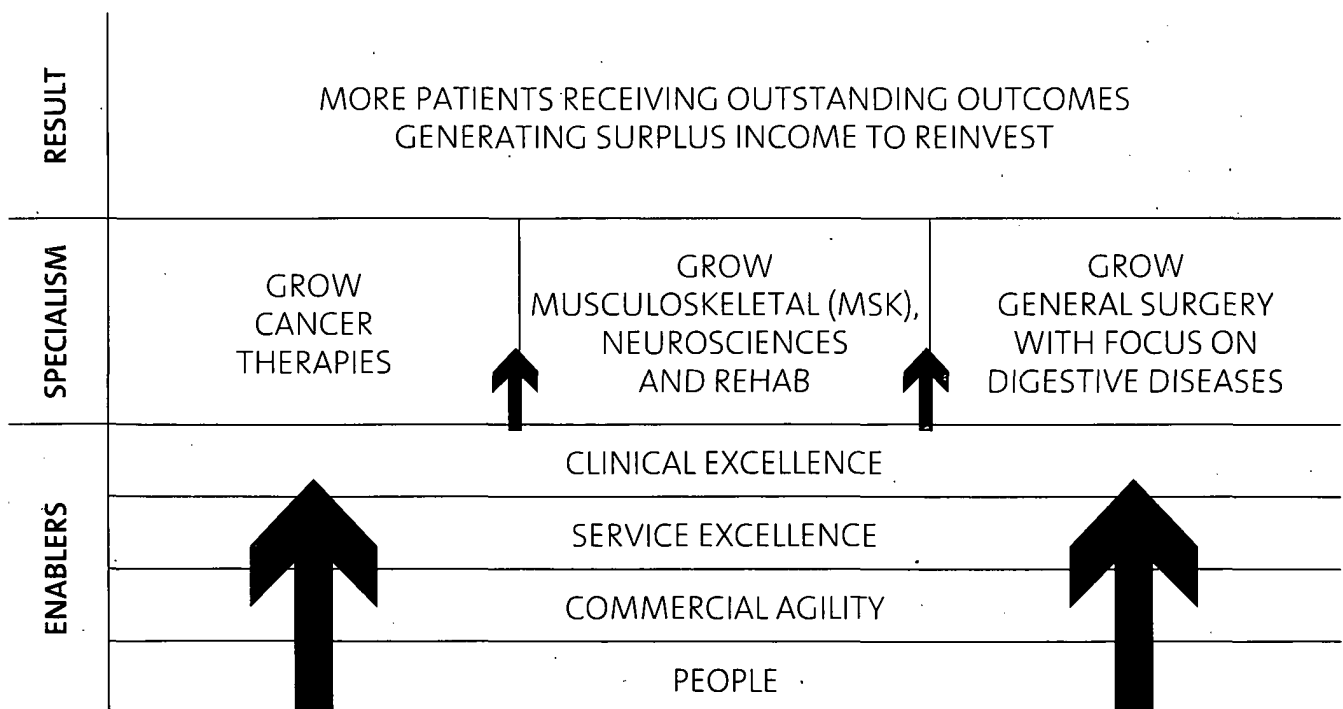 RESULT
MORE PATIENTS RECEIVING OUTSTANDING OUTCOMES
GENERATING SURPLUS INCOME TO REINVEST
SPECIALISM
GROW
CANCER
THERAPIES
GROW
MUSCULOSKELETAL (MSK),
NEUROSCIENCES
AND REHAB
GROW
GENERAL SURGERY
WITH FOCUS ON
DIGESTIVE DISEASES
ENABLERS
CLINICAL EXCELLENCE
SERVICE EXCELLENCE
COMMERCIAL AGILITY
PEOPLE